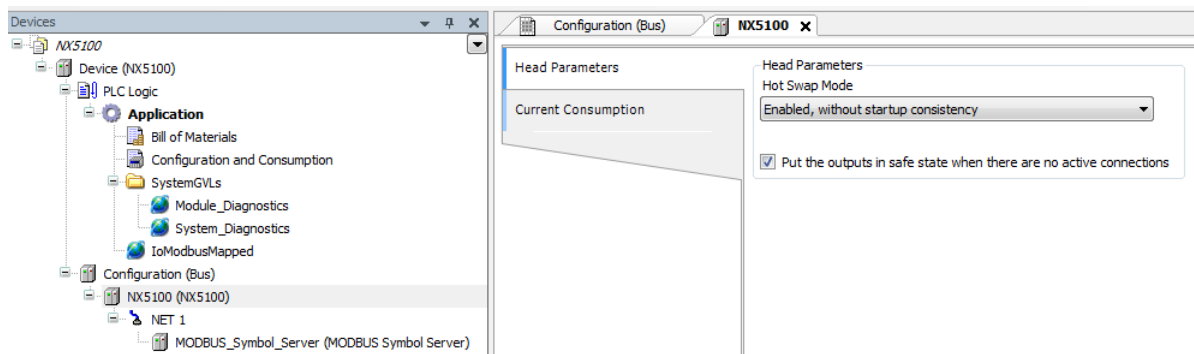 Devices
NX5100
Device (NX5100)
PLC Logic
Application
Bill of Materials
Configuration and Consumption
SystemGVLs
Module_Diagnostics
System_Diagnostics
IoModbusMapped
Configuration (Bus)
NX5100 (NX5100)
NET 1
MODBUS_Symbol_Server (MODBUS Symbol Server)
Configuration (Bus)
NX5100
Head Parameters
Current Consumption
Head Parameters
Hot Swap Mode
Enabled, without startup consistency
Put the outputs in safe state when there are no active connections